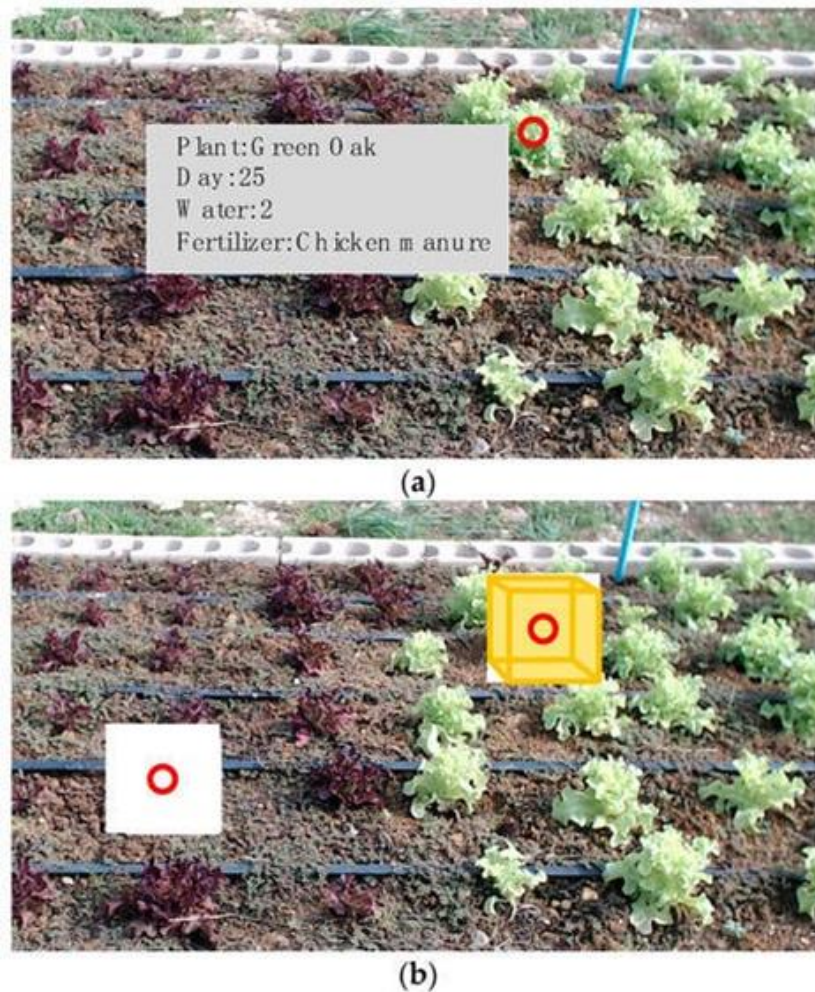 Plant:Green Oak
Day:25
Water:2
Fertilizer:Chicken manure
(a)
(b)